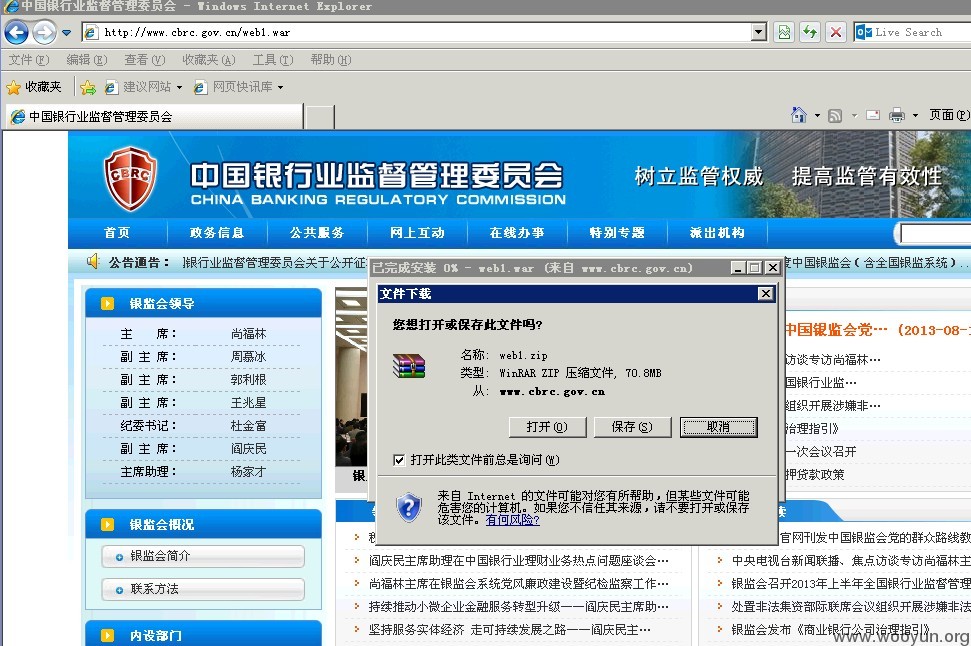 中国银行业监督管理委员会 - Windows Internet Explorer
http://www.cbrc.gov.cn/web1.war
Live Search
文件(F) 编辑(E) 查看(V) 收藏夹(A) 工具(T) 帮助(H)
收藏夹 建议网站 网页快讯库
中国银行业监督管理委员会
页面(P)
CBRC
中国银行业监督管理委员会
CHINA BANKING REGULATORY COMMISSION
树立监管权威 提高监管有效性
首页 政务信息 公共服务 网上互动 在线办事 特别专题 派出机构
公告通告：
银行业监督管理委员会关于公开征
度中国银监会（含全国银监系统）...
银监会领导
主 席： 尚福林
副 主 席： 周慕冰
副 主 席： 郭利根
副 主 席： 王兆星
纪委书记： 杜金富
副 主 席： 阎庆民
主席助理： 杨家才
银监会概况
银监会简介
联系方法
内设部门
已完成安装 0% - web1.war (来自 www.cbrc.gov.cn)
文件下载
您想打开或保存此文件吗?
名称: web1.zip
类型: WinRAR ZIP 压缩文件, 70.8MB
从: www.cbrc.gov.cn
打开(O) 保存(S) 取消
打开此类文件前总是询问(W)
来自 Internet 的文件可能对您有所帮助，但某些文件可能
危害您的计算机。如果您不信任其来源，请不要打开或保存
该文件。有何风险?
中国银监会党… (2013-08-
访谈专访尚福林…
国银行业监…
组织开展涉嫌非…
治理指引》
一次会议召开
押贷款政策
银
阎庆民主席助理在中国银行业理财业务热点问题座谈会…
尚福林主席在银监会系统党风廉政建设暨纪检监察工作…
持续推动小微企业金融服务转型升级——阎庆民主席助…
坚持服务实体经济 走可持续发展之路——阎庆民主…
官网刊发中国银监会党的群众路线教
中央电视台新闻联播、焦点访谈专访尚福林主
银监会召开2013年上半年全国银行业监督管理
处置非法集资部际联席会议组织开展涉嫌非法
银监会发布《商业银行公司治理指引》
www.wooyun.org